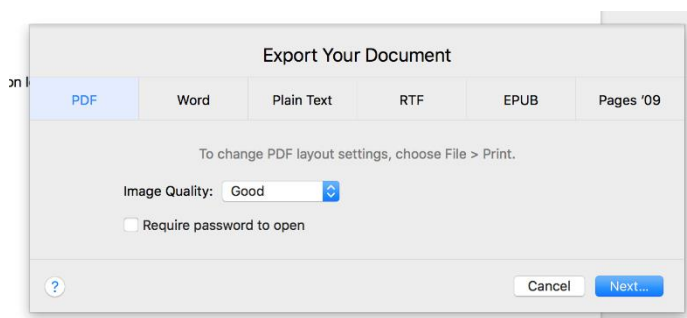 Export Your Document
on l
PDF Word Plain Text RTF EPUB Pages '09
To change PDF layout settings, choose File > Print.
Image Quality: Good
Require password to open
? Cancel Next...